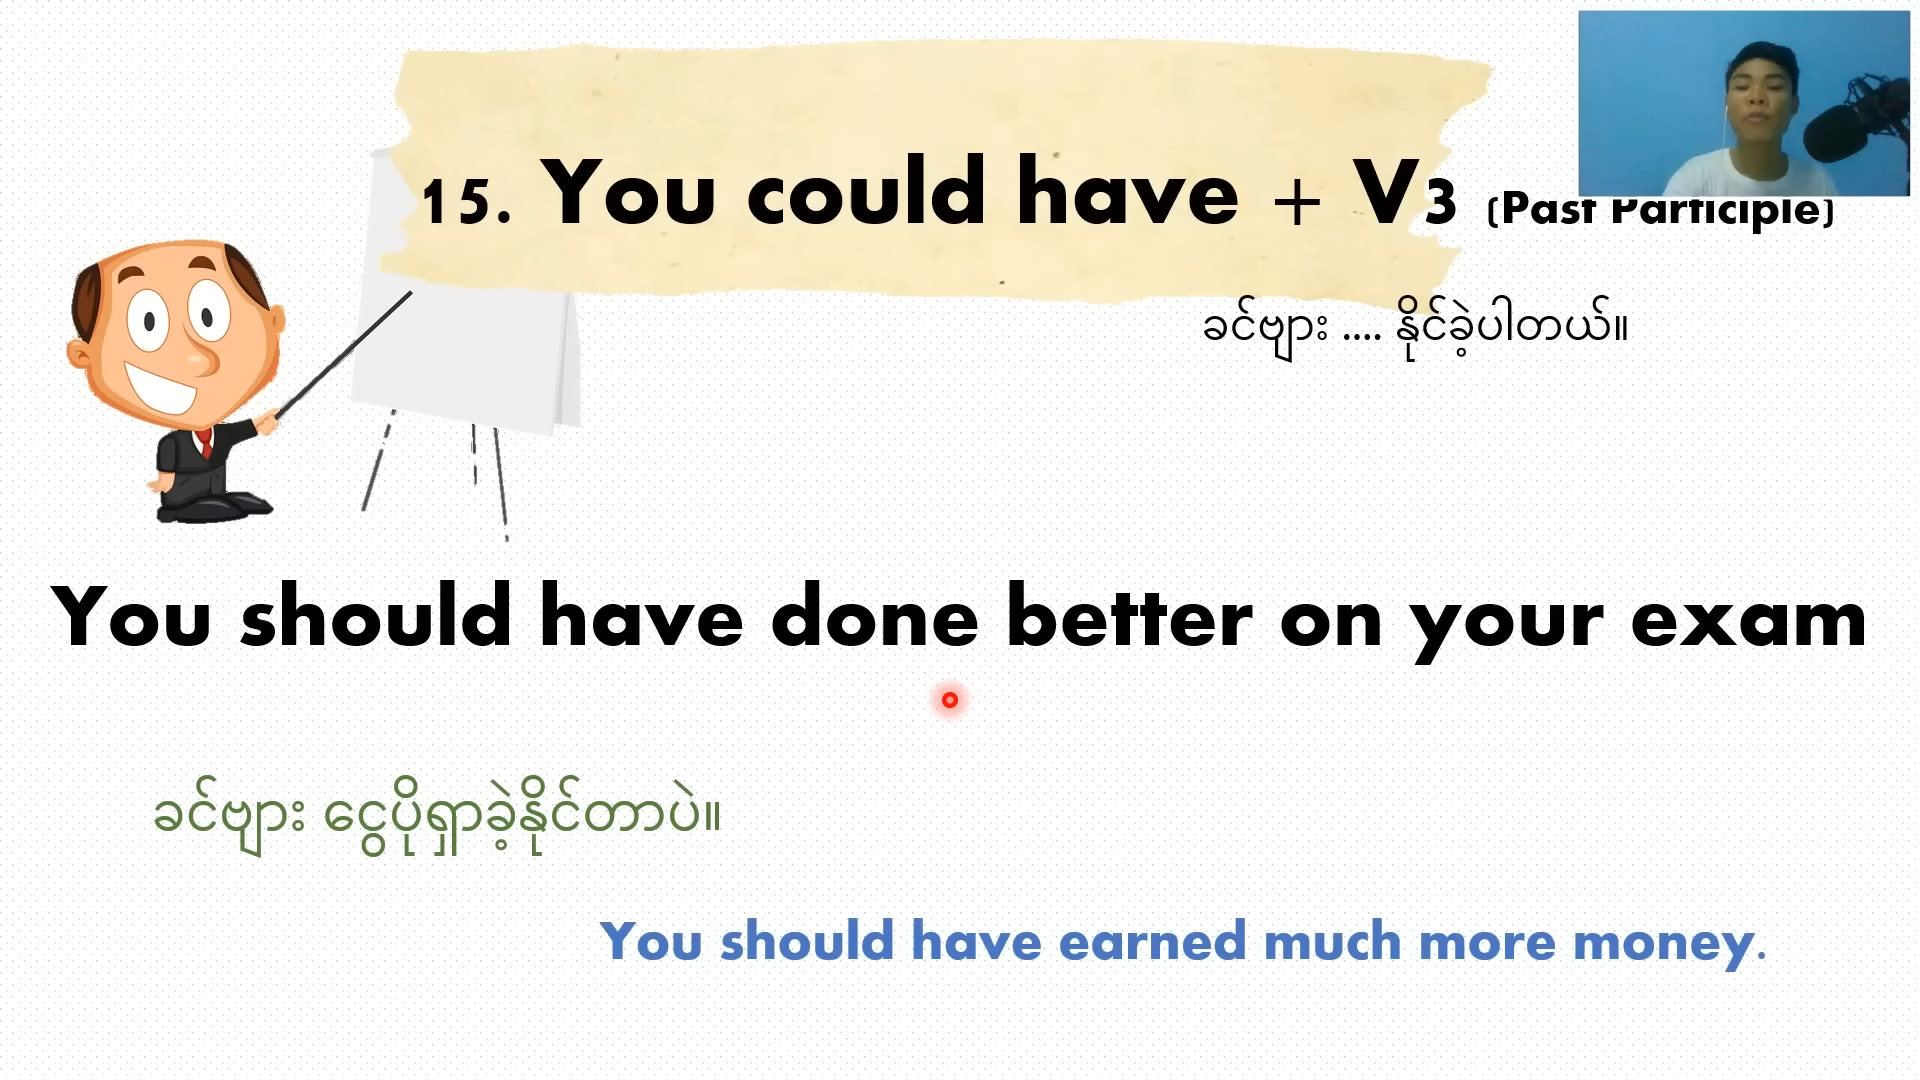 15. You could have + V3 (Past Participle)
ခင်ဗျား .... နိုင်ခဲ့ပါတယ်။
You should have done better on your exam
ခင်ဗျား ငွေပိုရှာခဲ့နိုင်တာပဲ။
You should have earned much more money.